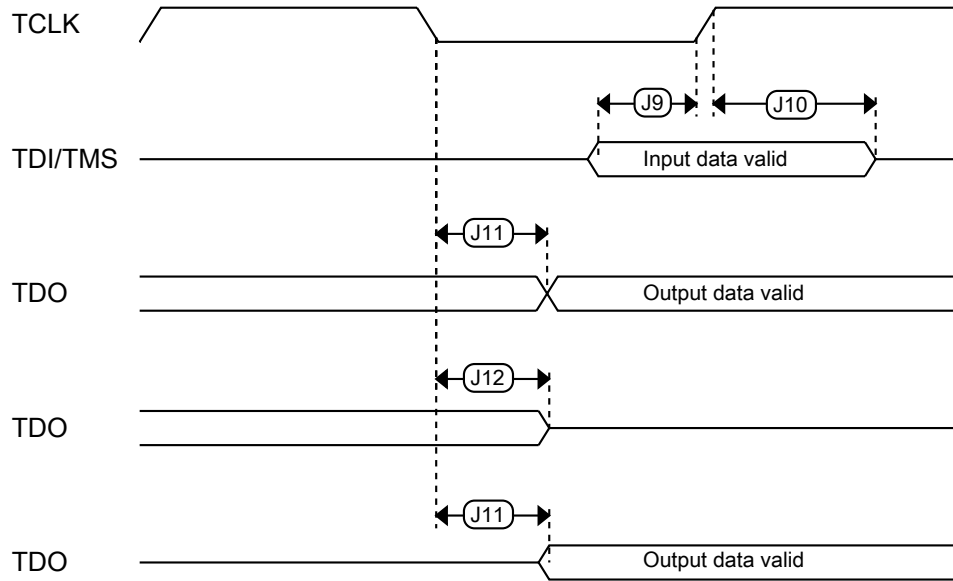 TCLK
J9
J10
TDI/TMS
Input data valid
J11
TDO
Output data valid
J12
TDO
J11
TDO
Output data valid